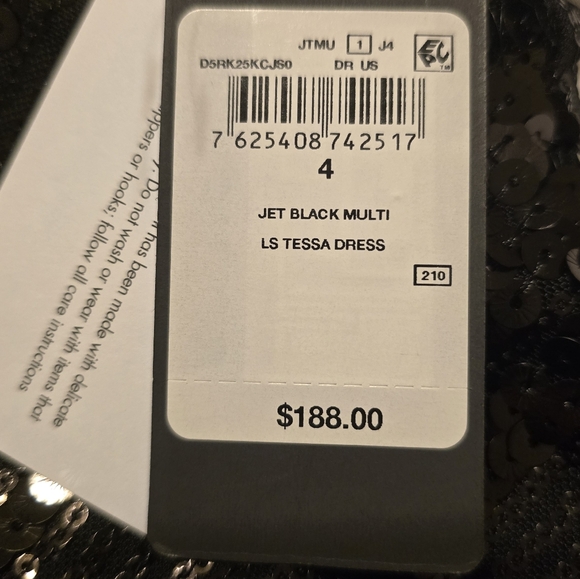 JTMU 1 J4
EPC
TM
D5RK25KCJS0 DR US
7 625408 742517
4
JET BLACK MULTI
LS TESSA DRESS
210
$188.00
has been made with delicate
Do not wash or wear with items that
or hooks; follow all care instructions